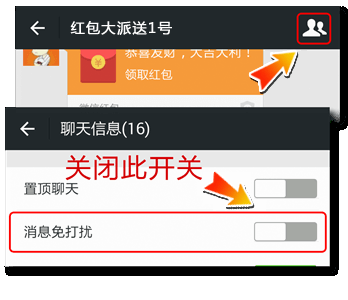 红包大派送1号
恭喜发财，大吉大利！
领取红包
微信红包
聊天信息(16)
关闭此开关
置顶聊天
消息免打扰